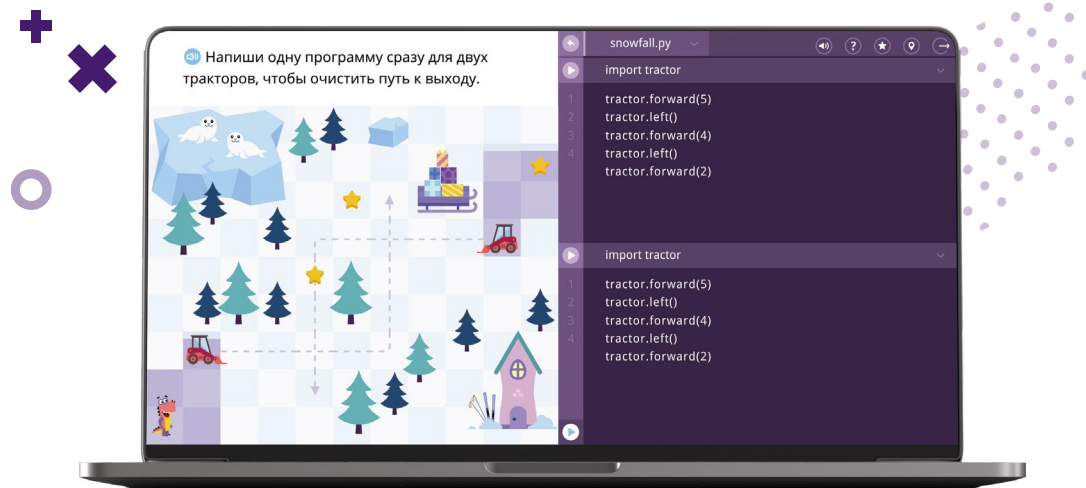 Напиши одну программу сразу для двух
тракторов, чтобы очистить путь к выходу.
snowfall.py
?
import tractor
1 tractor.forward(5)
2 tractor.left()
3 tractor.forward(4)
4 tractor.left()
tractor.forward(2)
import tractor
1 tractor.forward(5)
2 tractor.left()
3 tractor.forward(4)
4 tractor.left()
tractor.forward(2)